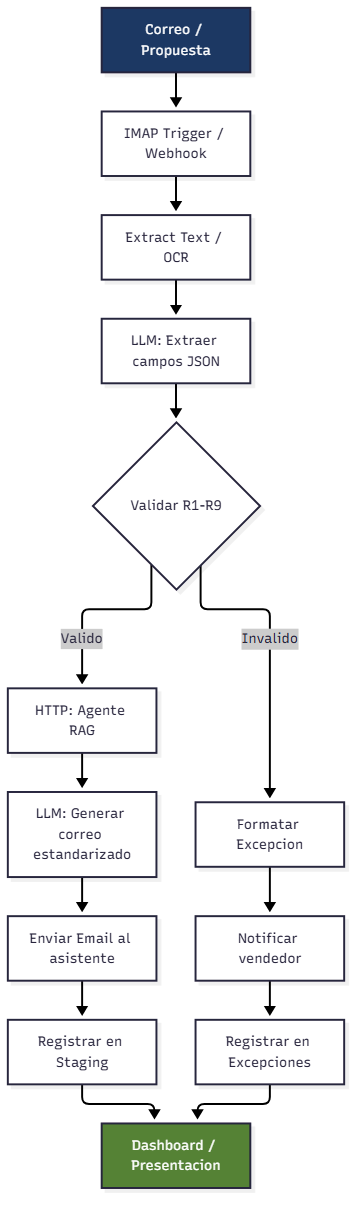 Correo /
Propuesta
IMAP Trigger /
Webhook
Extract Text /
OCR
LLM: Extraer
campos JSON
Validar R1-R9
Valido
Invalido
HTTP: Agente
RAG
LLM: Generar
correo
estandarizado
Formatar
Excepcion
Enviar Email al
asistente
Notificar
vendedor
Registrar en
Staging
Registrar en
Excepciones
Dashboard /
Presentacion